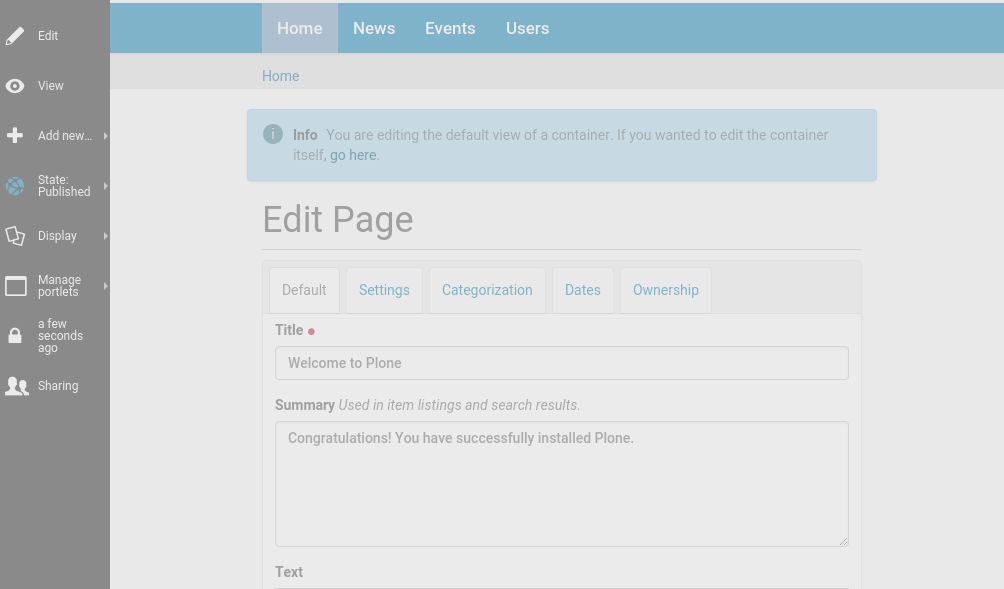 Edit
View
Add new...
State:
Published
Display
Manage
portlets
a few
seconds
ago
Sharing
Home News Events Users
Home
Info You are editing the default view of a container. If you wanted to edit the container
itself, go here.
Edit Page
Default Settings Categorization Dates Ownership
Title
Welcome to Plone
Summary Used in item listings and search results.
Congratulations! You have successfully installed Plone.
Text